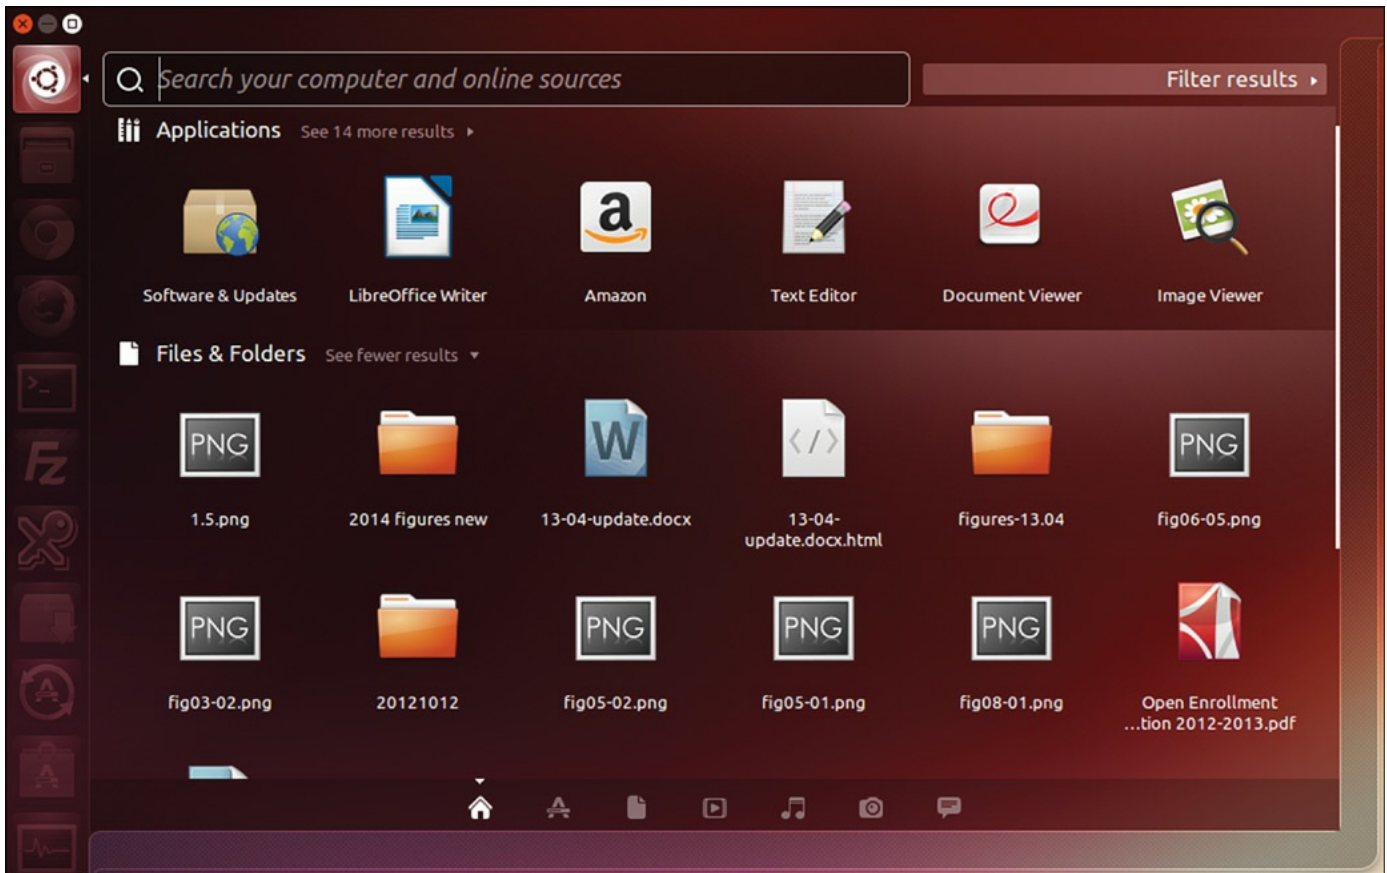 Search your computer and online sources
Filter results
Applications See 14 more results
a
Software & Updates LibreOffice Writer Amazon Text Editor Document Viewer Image Viewer
Files & Folders See fewer results
>_
PNG W </> PNG
Fz
1.5.png 2014 figures new 13-04-update.docx 13-04- figures-13.04 fig06-05.png
update.docx.html
PNG PNG PNG PNG
fig03-02.png 20121012 fig05-02.png fig05-01.png fig08-01.png Open Enrollment
...tion 2012-2013.pdf